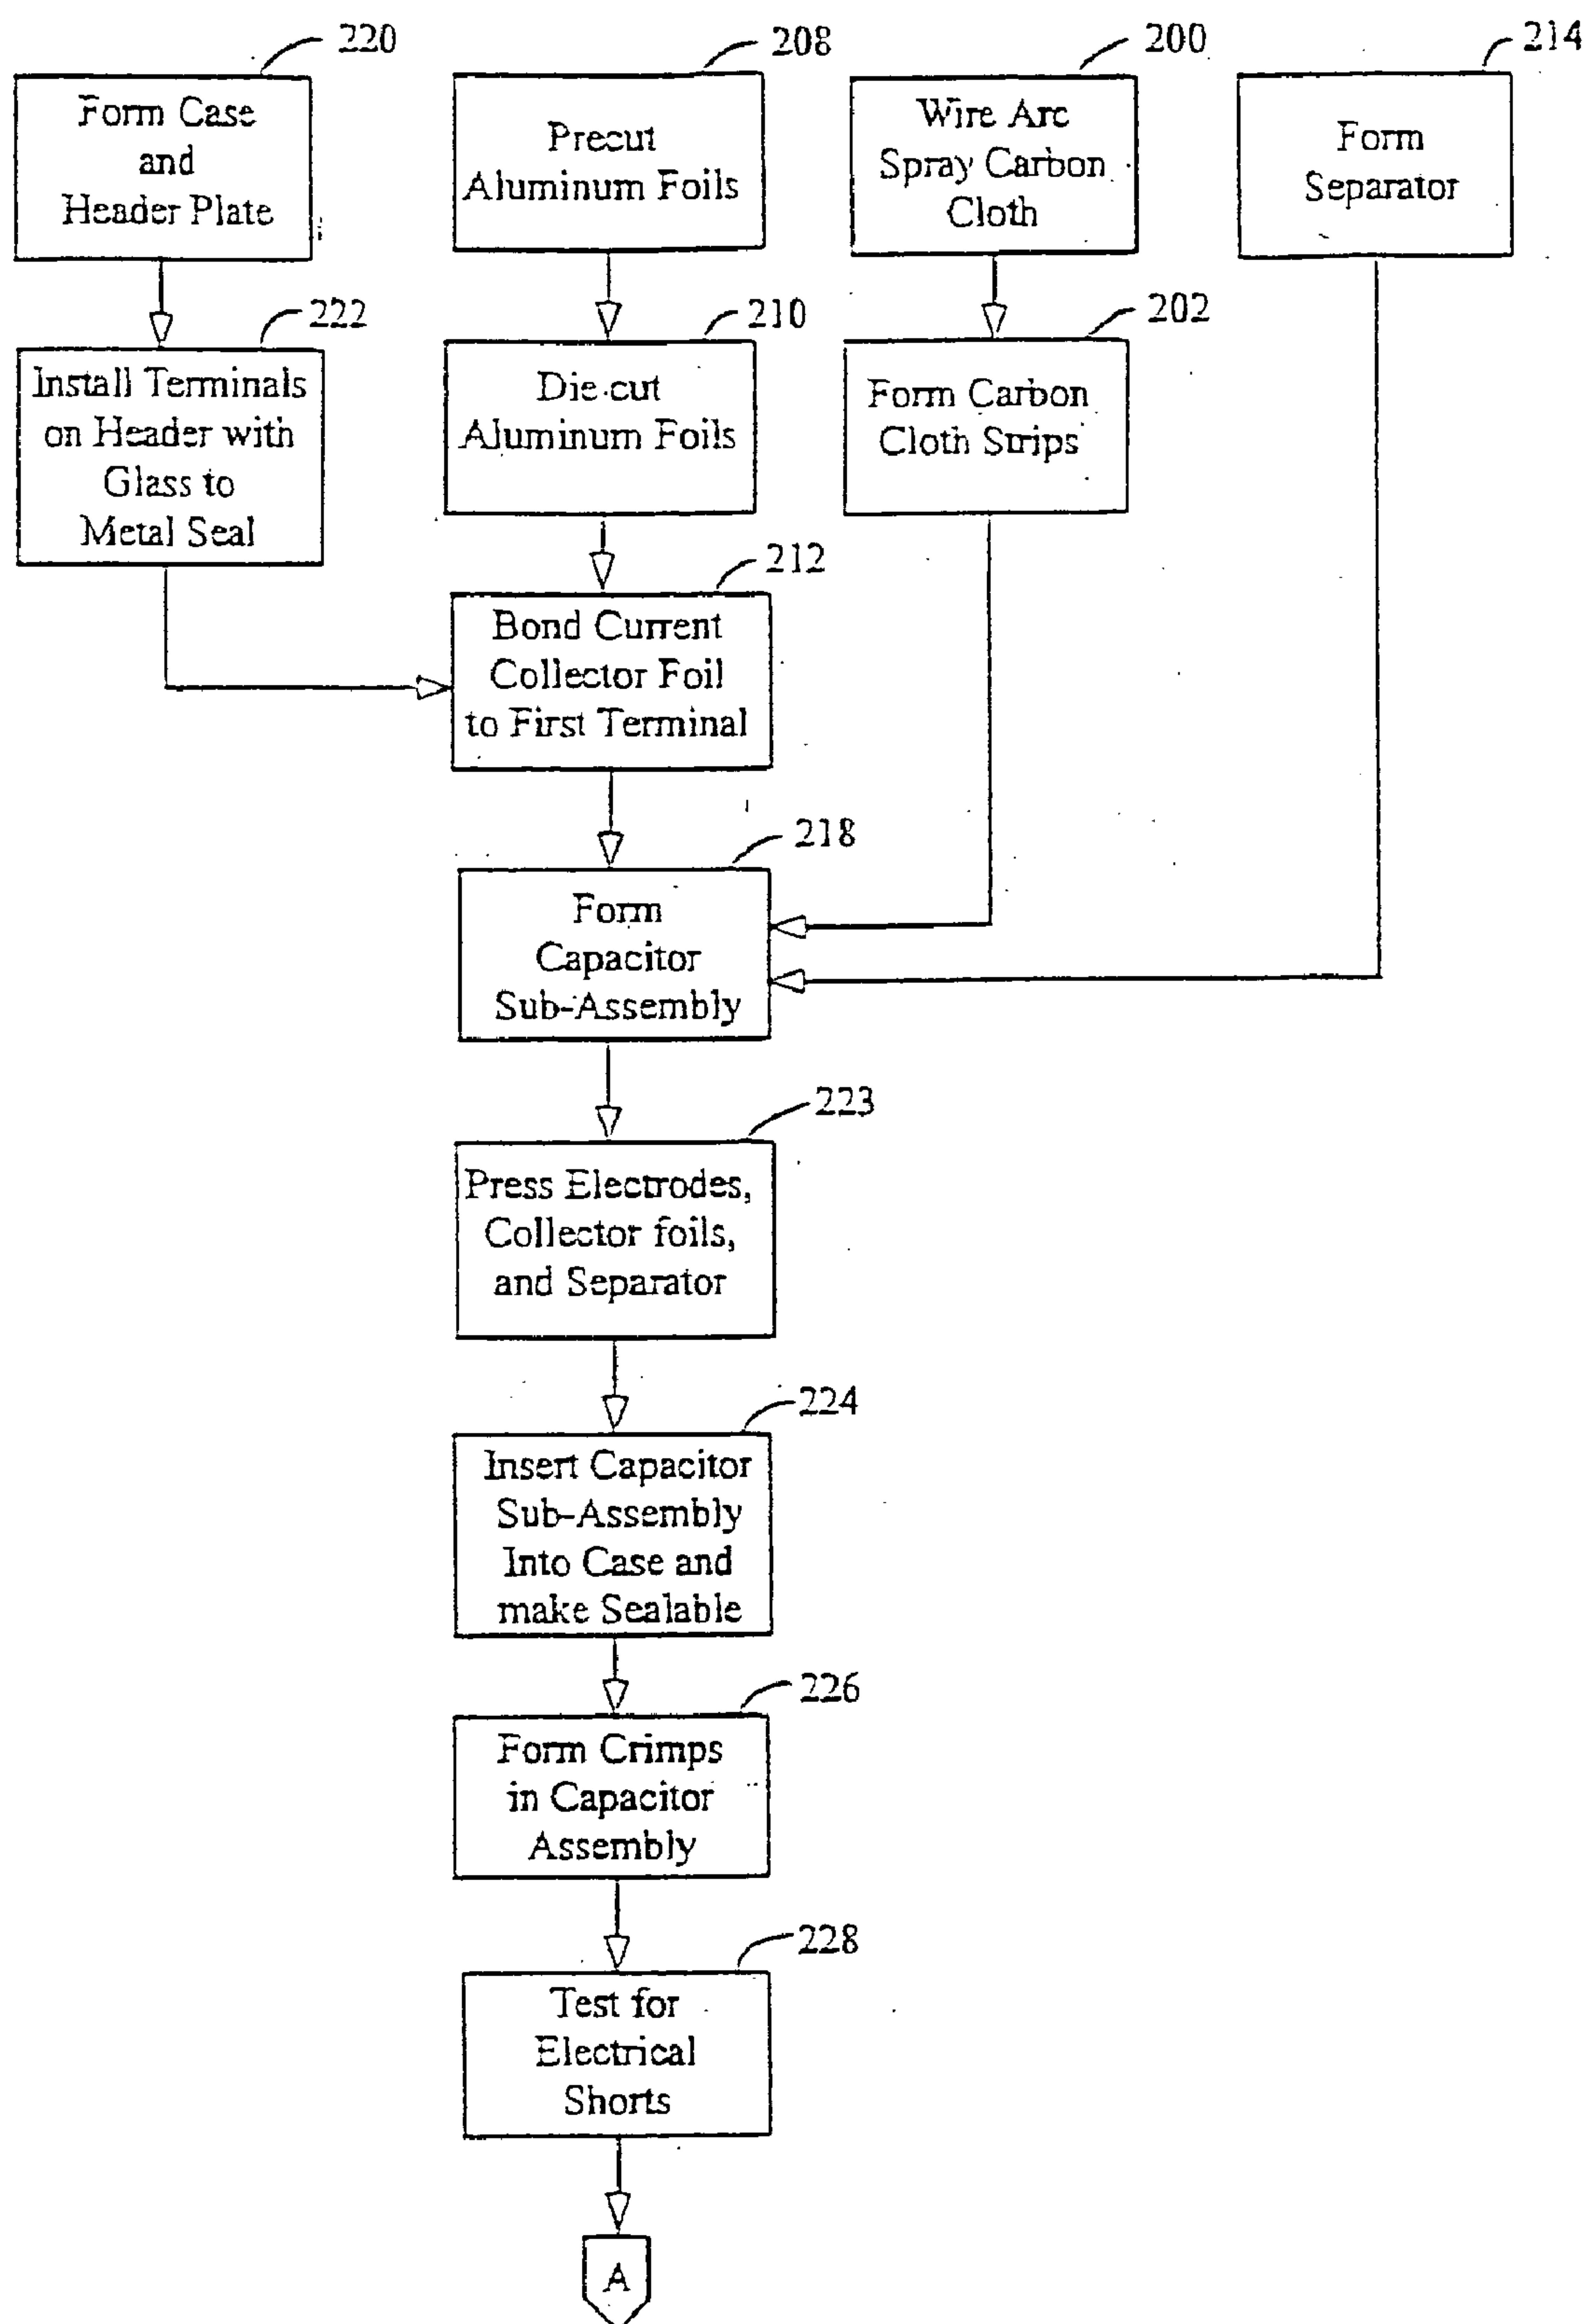 220
Form Case
and
Header Plate
208
Precut
Aluminum Foils
200
Wire Arc
Spray Carbon
Cloth
214
Form
Separator
222
Install Terminals
on Header with
Glass to
Metal Seal
210
Die-cut
Aluminum Foils
202
Form Carbon
Cloth Strips
212
Bond Current
Collector Foil
to First Terminal
218
Form
Capacitor
Sub-Assembly
223
Press Electrodes,
Collector foils,
and Separator
224
Insert Capacitor
Sub-Assembly
Into Case and
make Sealable
226
Form Crimps
in Capacitor
Assembly
228
Test for
Electrical
Shorts
A